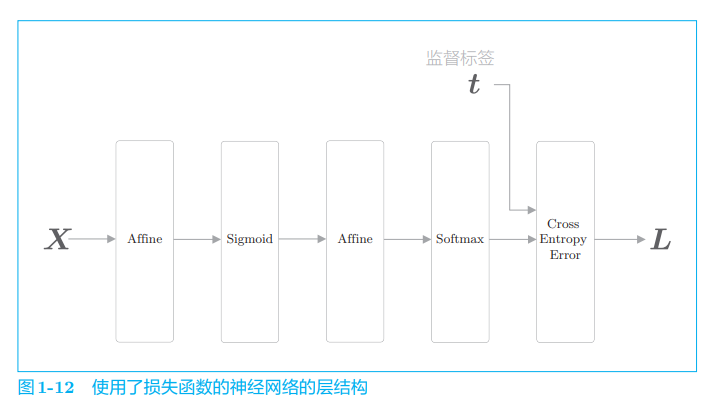 监督标签
t
X
Affine
Sigmoid
Affine
Softmax
Cross
Entropy
Error
L
图 1-12 使用了损失函数的神经网络的层结构